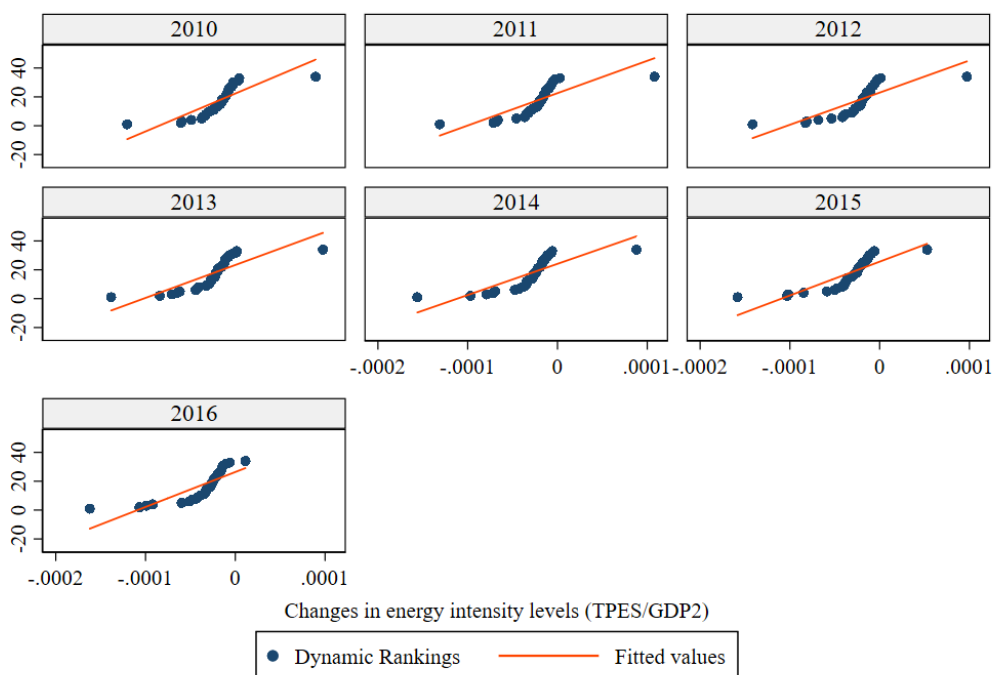 2010 2011 2012
40
20
0
-20
2013 2014 2015
40
20
0
-20
-.0002 -.0001 0 .0001 -.0002 -.0001 0 .0001
2016
40
20
0
-20
-.0002 -.0001 0 .0001
Changes in energy intensity levels (TPES/GDP2)
Dynamic Rankings Fitted values